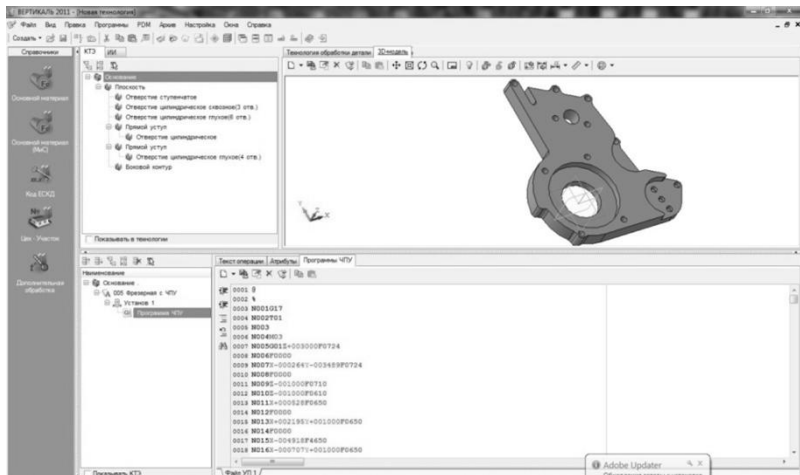 ВЕРТИКАЛЬ 2011 - [Новая технология]
Файл Вид Правка Программы PDM Архив Настройка Окна Справка
Создать
Справочники
Основной материал
Основной материал (МиС)
Код ЕСКД
Цех - Участок
Дополнительная обработка
КТЭ ИИ
Основание
Плоскость
Отверстие ступенчатое
Отверстие цилиндрическое сквозное(3 отв.)
Отверстие цилиндрическое глухое(8 отв.)
Прямой уступ
Отверстие цилиндрическое
Прямой уступ
Отверстие цилиндрическое глухое(4 отв.)
Боковой контур
Показывать в технологии
Технология обработки детали 3D-модель
Z Y X
Наименование
Основание
005 Фрезерная с ЧПУ
Установ 1
Программа ЧПУ
Показывать КТЭ
Текст операции Атрибуты Программы ЧПУ
0001 @
0002 %
0003 N001G17
0004 N002T01
0005 N003
0006 N004M03
0007 N005G01Z+003000F0724
0008 N006F0000
0009 N007X-000264Y-003489F0724
0010 N008F0000
0011 N009Z-001000F0710
0012 N010Z-001000F0610
0013 N011X+000528F0650
0014 N012F0000
0015 N013X+002195Y+001000F0650
0016 N014F0000
0017 N015X-004918F4650
0018 N016X-000707Y+001000F0650
Файл УП 1
Adobe Updater